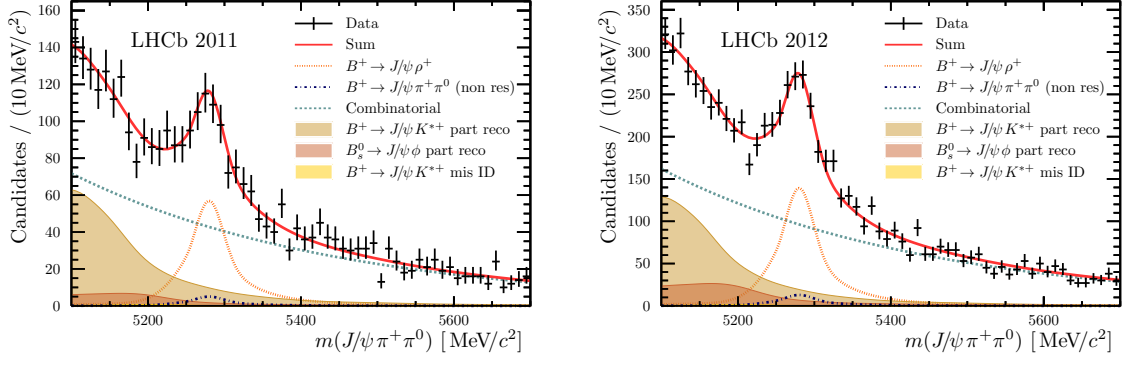 Candidates / (10 MeV/c²)
160
140
120
100
80
60
40
20
0
LHCb 2011
Data
Sum
B⁺ → J/ψ ρ⁺
B⁺ → J/ψ π⁺π⁰ (non res)
Combinatorial
B⁺ → J/ψ K*⁺ part reco
B⁰ₛ → J/ψ ϕ part reco
B⁺ → J/ψ K*⁺ mis ID
5200 5400 5600
m(J/ψ π⁺π⁰) [MeV/c²]
Candidates / (10 MeV/c²)
350
300
250
200
150
100
50
0
LHCb 2012
Data
Sum
B⁺ → J/ψ ρ⁺
B⁺ → J/ψ π⁺π⁰ (non res)
Combinatorial
B⁺ → J/ψ K*⁺ part reco
B⁰ₛ → J/ψ ϕ part reco
B⁺ → J/ψ K*⁺ mis ID
5200 5400 5600
m(J/ψ π⁺π⁰) [MeV/c²]